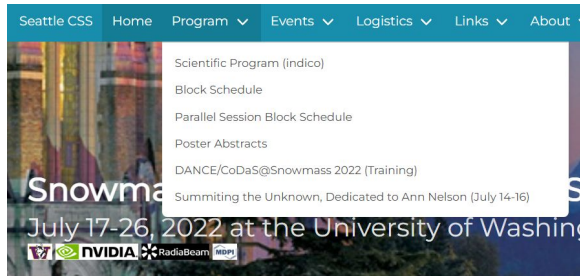 Seattle CSS Home Program Events Logistics Links About
Scientific Program (indico)
Block Schedule
Parallel Session Block Schedule
Poster Abstracts
DANCE/CoDaS@Snowmass 2022 (Training)
Summiting the Unknown, Dedicated to Ann Nelson (July 14-16)
Snowma S
July 17-26, 2022 at the University of Washing
W NVIDIA. RadiaBeam MDPI